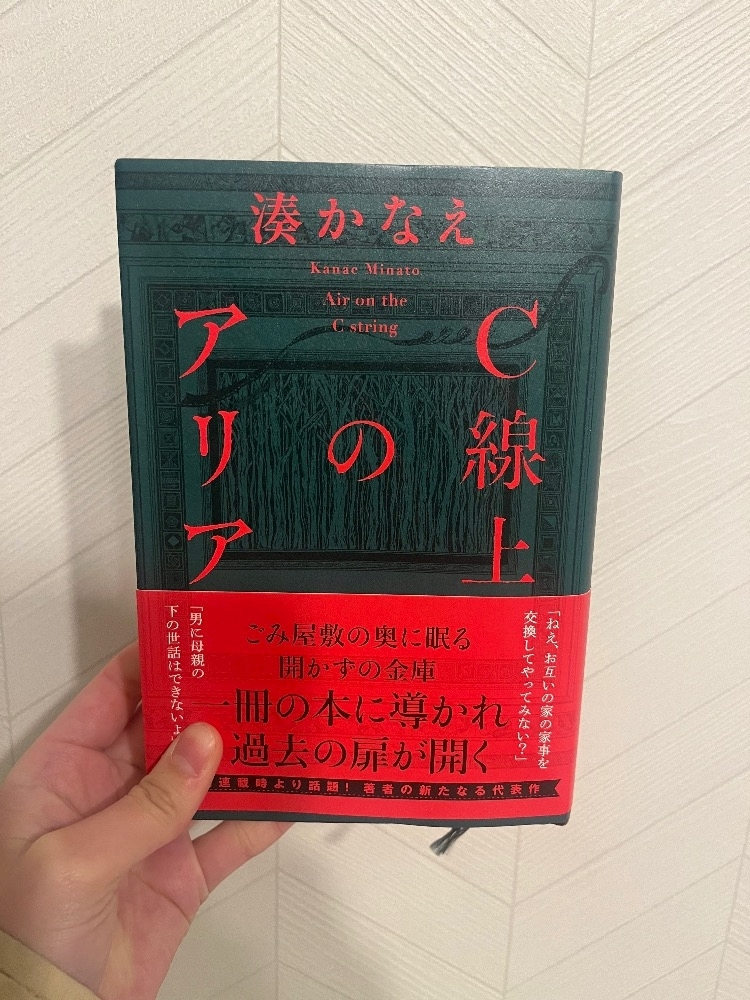 湊かなえ
Kanae Minato
Air on the
C string
C線上
の
アリア
「ねえ、お互いの家の家事を
交換してやってみない？」
ごみ屋敷の奥に眠る
開かずの金庫
一冊の本に導かれ
過去の扉が開く
「男に母親の
下の世話はできないよ
連載時より話題！ 著者の新たなる代表作